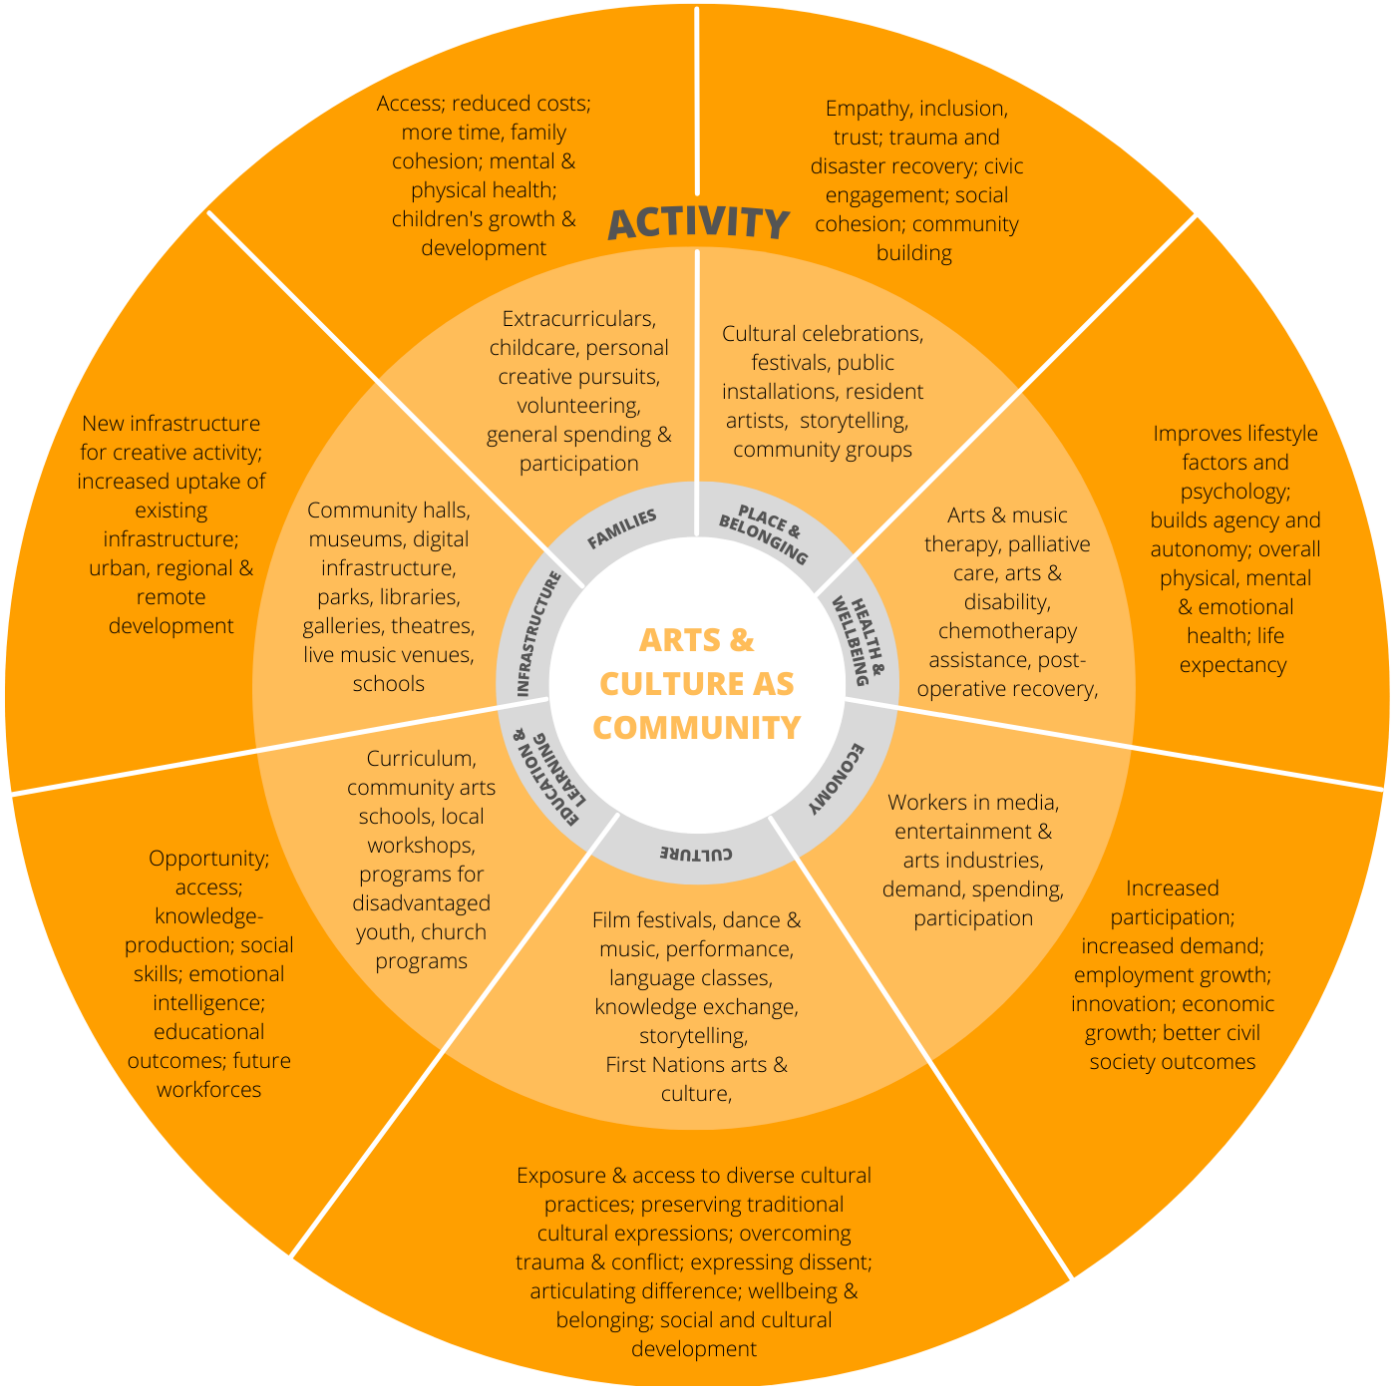 ACTIVITY
ARTS &
CULTURE AS
COMMUNITY
PLACE &
BELONGING
Cultural celebrations,
festivals, public
installations, resident
artists, storytelling,
community groups
Empathy, inclusion,
trust; trauma and
disaster recovery; civic
engagement; social
cohesion; community
building
HEALTH &
WELLBEING
Arts & music
therapy, palliative
care, arts &
disability,
chemotherapy
assistance, post-
operative recovery,
Improves lifestyle
factors and
psychology;
builds agency and
autonomy; overall
physical, mental
& emotional
health; life
expectancy
ECONOMY
Workers in media,
entertainment &
arts industries,
demand, spending,
participation
Increased
participation;
increased demand;
employment growth;
innovation; economic
growth; better civil
society outcomes
CULTURE
Film festivals, dance &
music, performance,
language classes,
knowledge exchange,
storytelling,
First Nations arts &
culture,
Exposure & access to diverse cultural
practices; preserving traditional
cultural expressions; overcoming
trauma & conflict; expressing dissent;
articulating difference; wellbeing &
belonging; social and cultural
development
EDUCATION &
LEARNING
Curriculum,
community arts
schools, local
workshops,
programs for
disadvantaged
youth, church
programs
Opportunity;
access;
knowledge-
production; social
skills; emotional
intelligence;
educational
outcomes; future
workforces
INFRASTRUCTURE
Community halls,
museums, digital
infrastructure,
parks, libraries,
galleries, theatres,
live music venues,
schools
New infrastructure
for creative activity;
increased uptake of
existing
infrastructure;
urban, regional &
remote
development
FAMILIES
Extracurriculars,
childcare, personal
creative pursuits,
volunteering,
general spending &
participation
Access; reduced costs;
more time, family
cohesion; mental &
physical health;
children's growth &
development